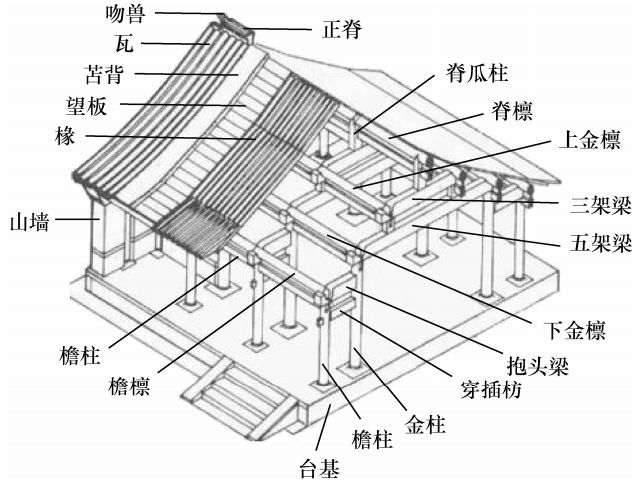 吻兽
正脊
瓦
苫背
脊瓜柱
望板
脊檩
椽
上金檩
三架梁
山墙
五架梁
下金檩
檐柱
抱头梁
檐檩
穿插枋
金柱
檐柱
台基